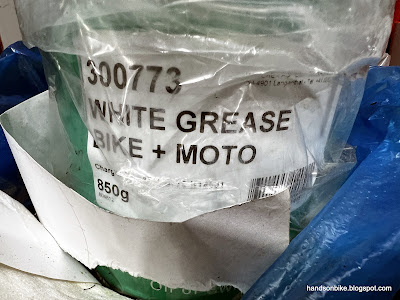 300773
WHITE GREASE
BIKE + MOTO
850g
handsonbike.blogspot.com